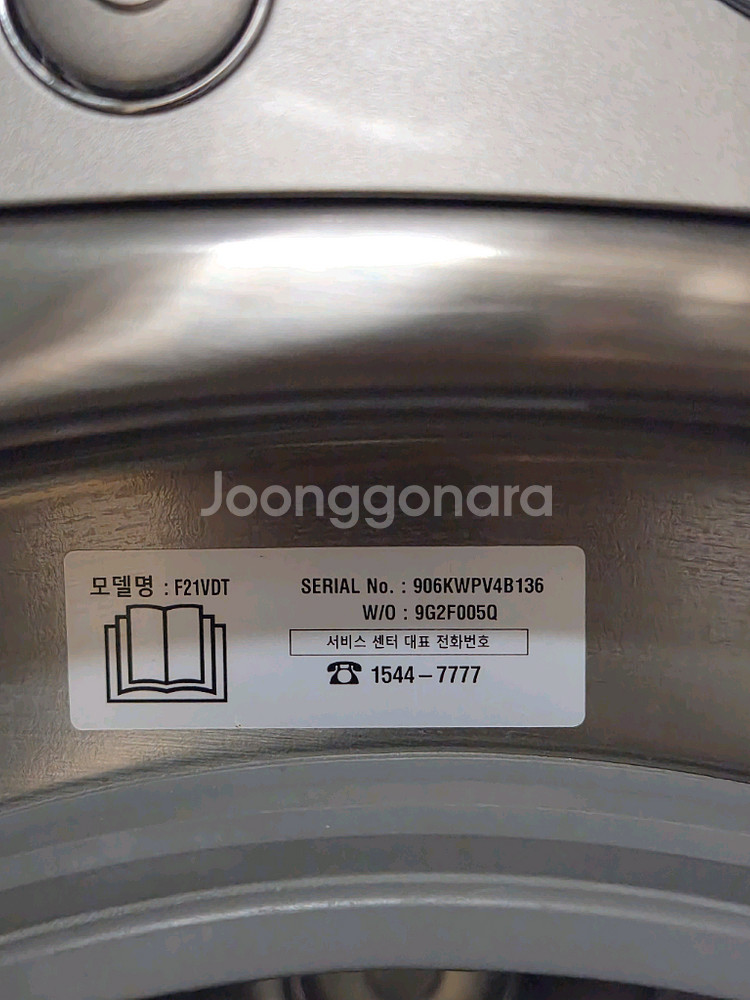 Joonggonara
모델명 : F21VDT
SERIAL No. : 906KWPV4B136
W/O : 9G2F005Q
서비스 센터 대표 전화번호
☎ 1544-7777